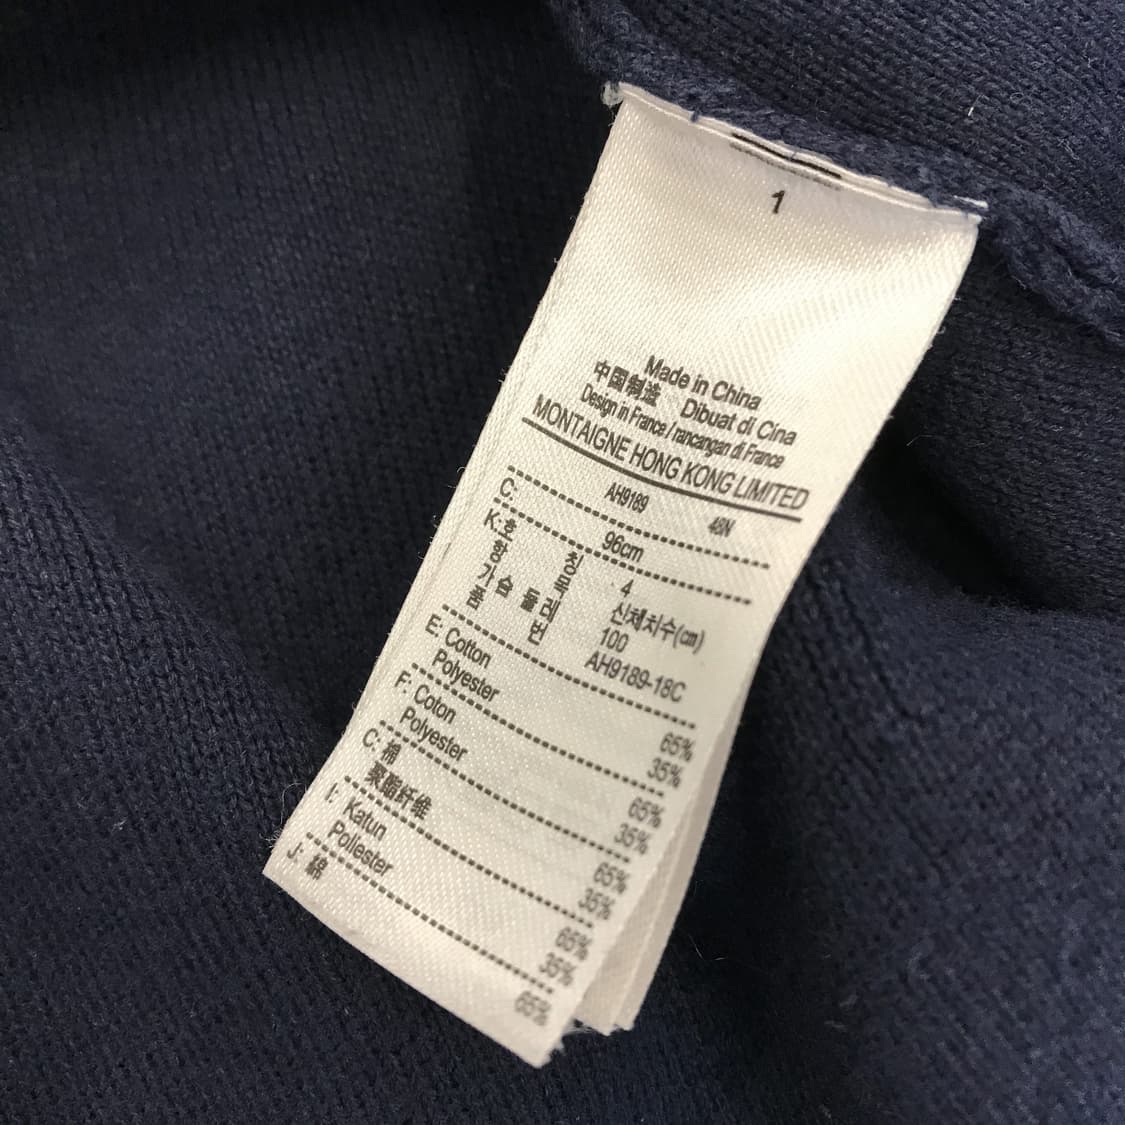 1
Made in China
中国制造 Dibuat di Cina
Design in France / rancangan di France
MONTAIGNE HONG KONG LIMITED
C: AH9189 48N
96cm
K: 호칭 4
항목 신체치수(㎝)
가슴둘레 100
품번 AH9189-18C
E: Cotton 65%
Polyester 35%
F: Coton 65%
Polyester 35%
C: 棉 65%
聚酯纤维 35%
I: Katun 65%
Poliester 35%
J: 綿 65%